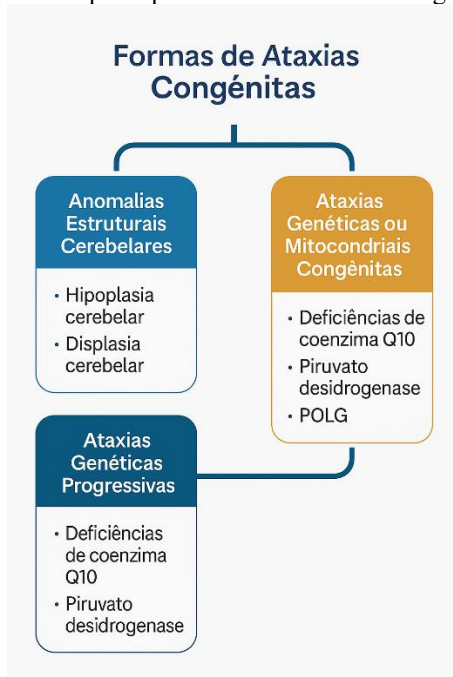 Formas de Ataxias
Congénitas
Anomalias
Estruturais
Cerebelares
• Hipoplasia
cerebelar
• Displasia
cerebelar
Ataxias
Genéticas ou
Mitocondriais
Congênitas
• Deficiências de
coenzima Q10
• Piruvato
desidrogenase
• POLG
Ataxias
Genéticas
Progressivas
• Deficiências
de coenzima
Q10
• Piruvato
desidrogenase